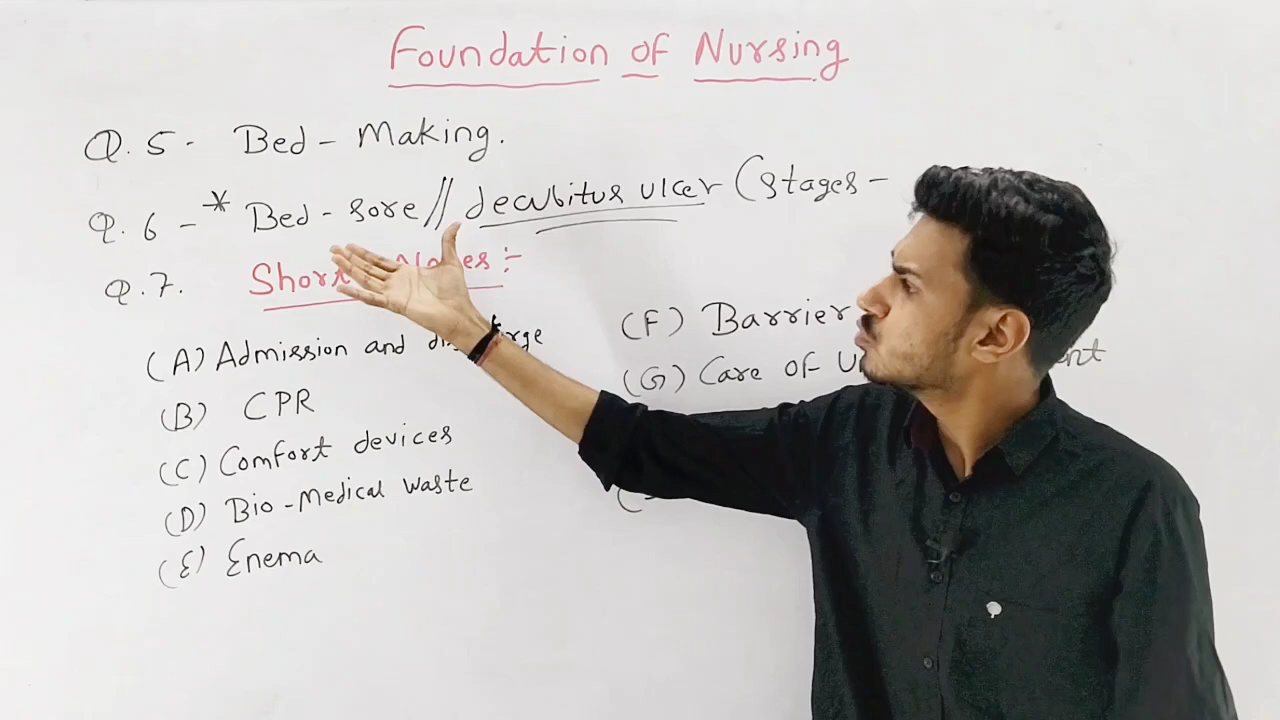 Foundation of Nursing
Q. 5 - Bed - Making.
Q. 6 - * Bed - sore // decubitus ulcer (stages -
Q. 7. Short Notes :-
(A) Admission and
(B) CPR
(C) Comfort devices
(D) Bio - Medical waste
(E) Enema
(F) Barrier
(G) Care of